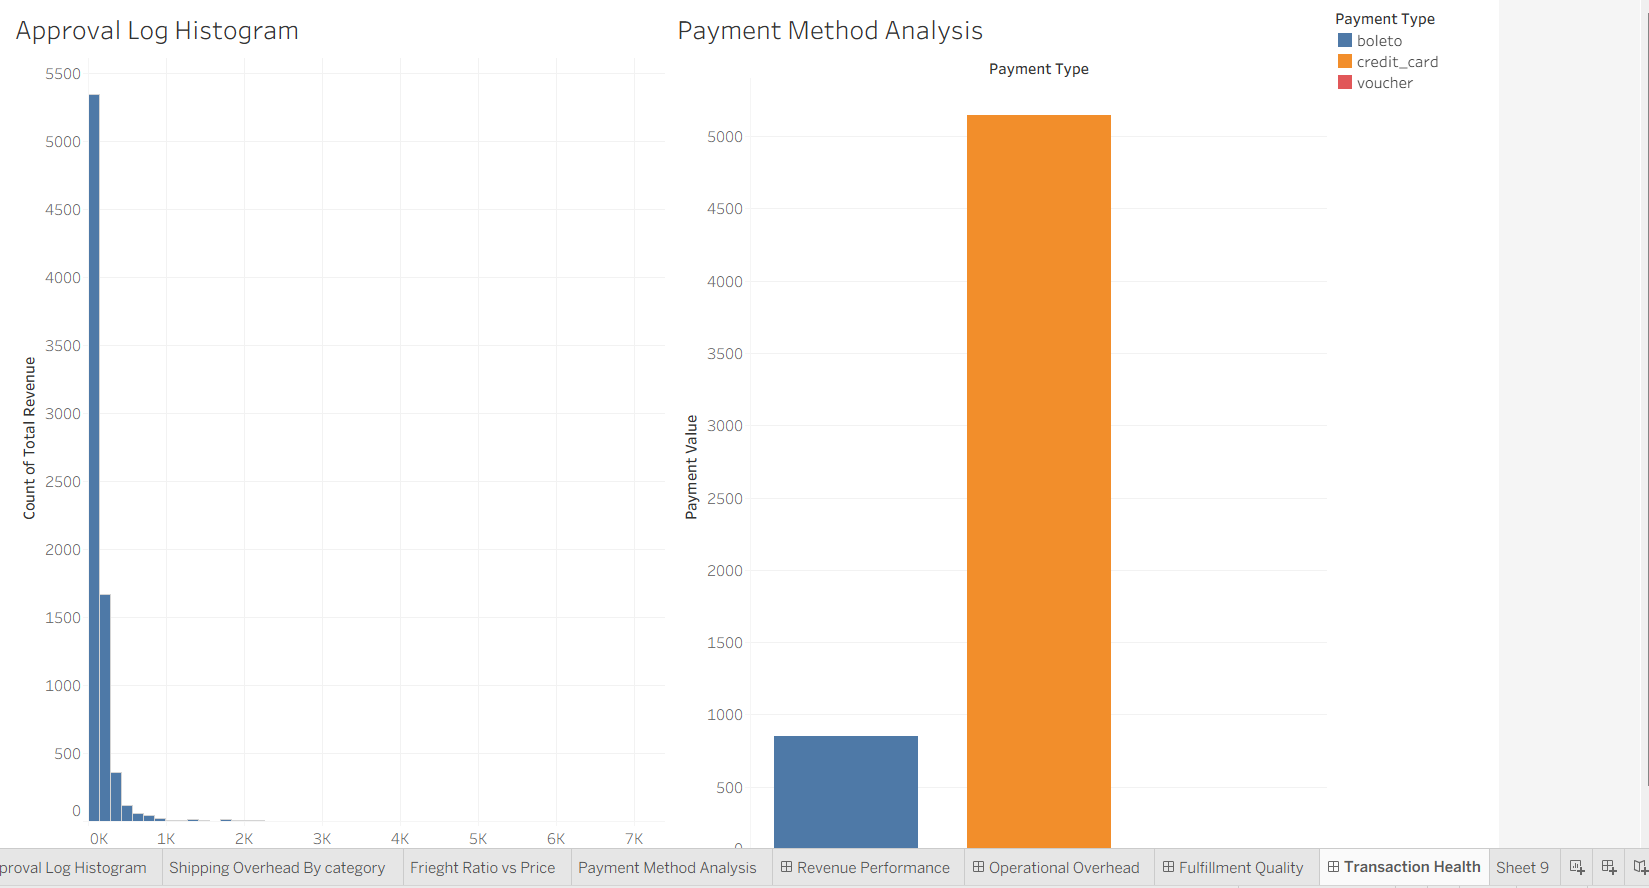 Approval Log Histogram
5500
5000
4500
4000
3500
3000
2500
2000
1500
1000
500
0
Count of Total Revenue
0K 1K 2K 3K 4K 5K 6K 7K
Payment Method Analysis
Payment Type
5000
4500
4000
3500
3000
2500
2000
1500
1000
500
0
Payment Value
Payment Type
boleto
credit_card
voucher
proval Log Histogram Shipping Overhead By category Frieght Ratio vs Price Payment Method Analysis Revenue Performance Operational Overhead Fulfillment Quality Transaction Health Sheet 9